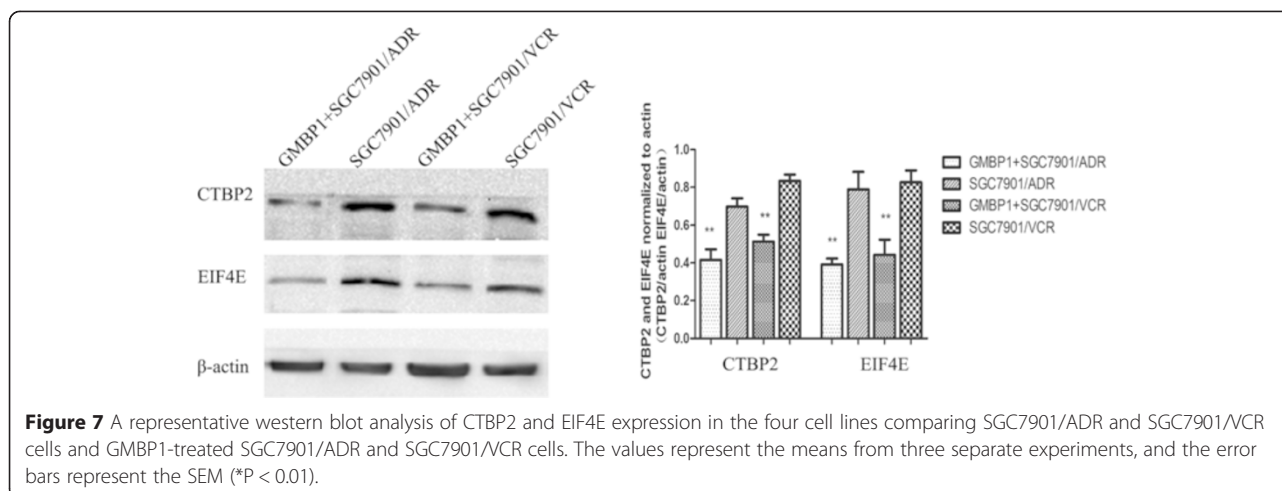 GMBP1+SGC7901/ADR
SGC7901/ADR
GMBP1+SGC7901/VCR
SGC7901/VCR
CTBP2
EIF4E
β-actin
CTBP2 and EIF4E normalized to actin
(CTBP2/actin EIF4E/actin)
1.0
0.8
0.6
0.4
0.2
0.0
**
**
**
**
CTBP2
EIF4E
GMBP1+SGC7901/ADR
SGC7901/ADR
GMBP1+SGC7901/VCR
SGC7901/VCR
Figure 7 A representative western blot analysis of CTBP2 and EIF4E expression in the four cell lines comparing SGC7901/ADR and SGC7901/VCR
cells and GMBP1-treated SGC7901/ADR and SGC7901/VCR cells. The values represent the means from three separate experiments, and the error
bars represent the SEM (*P < 0.01).